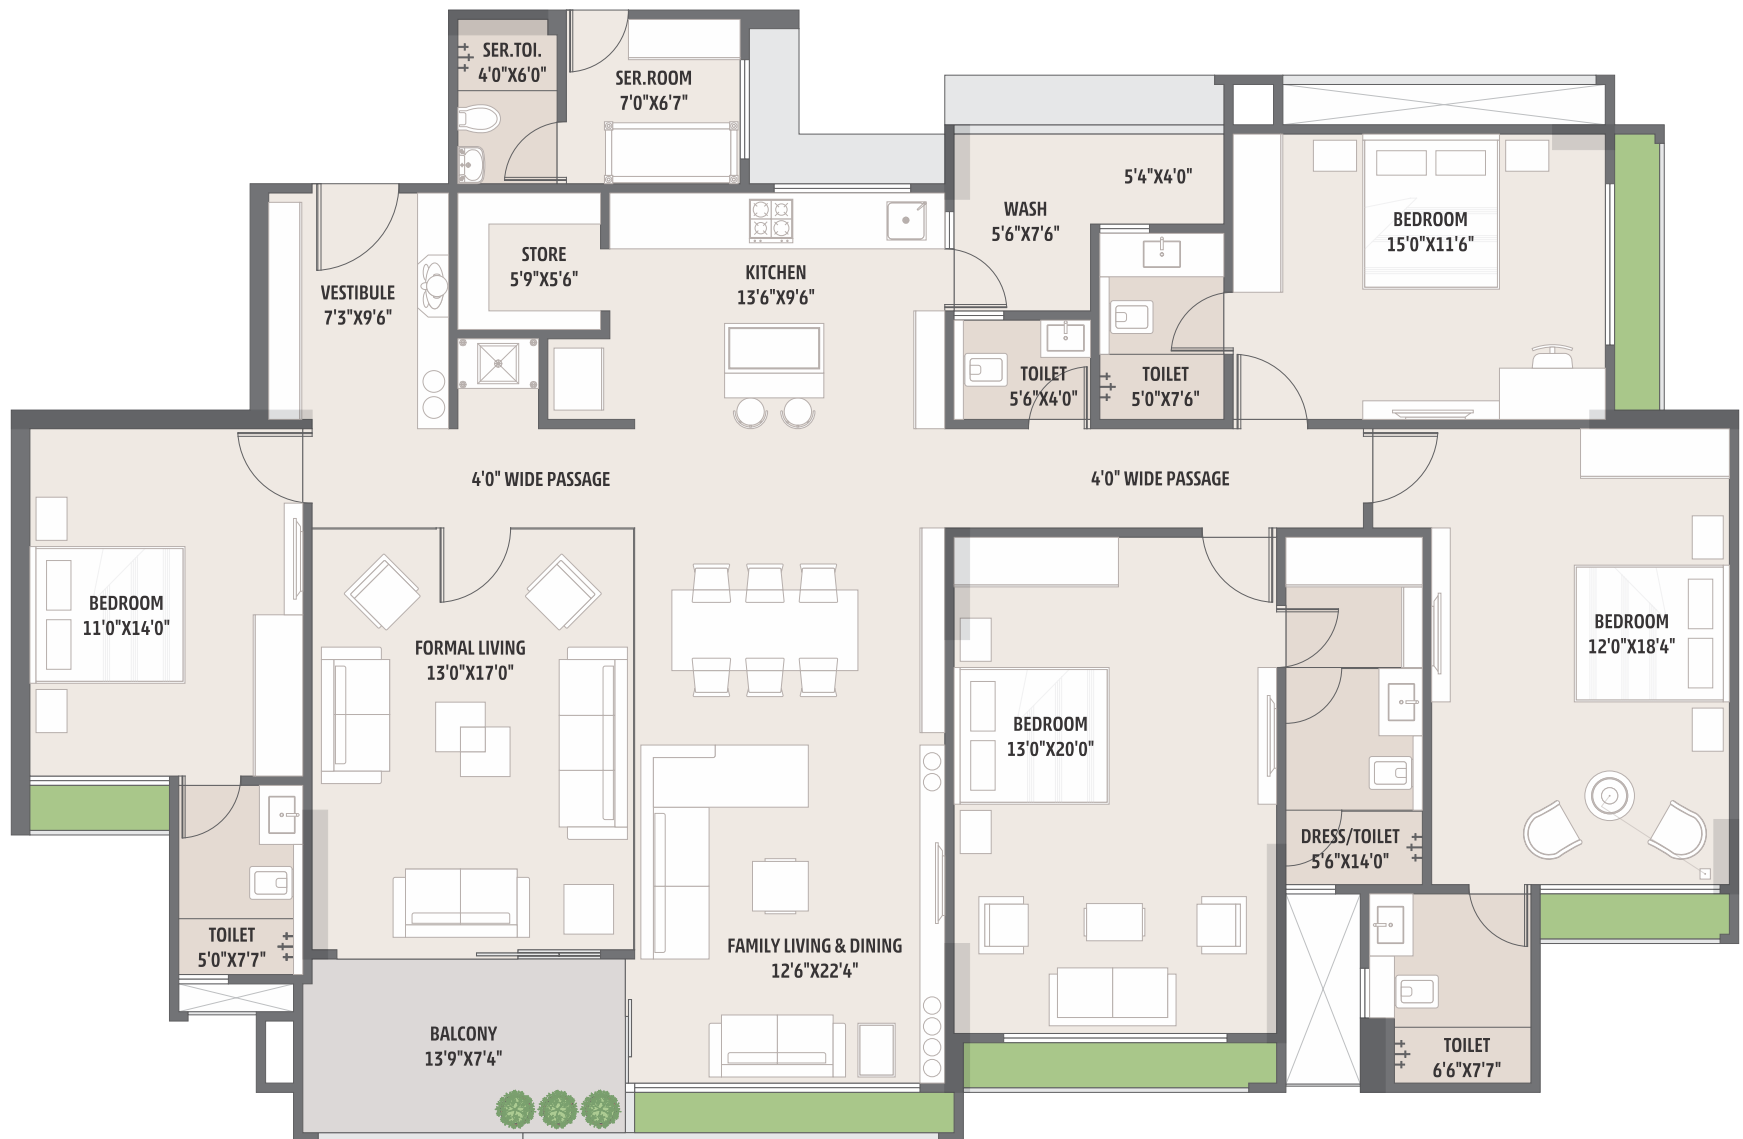 SER.TOI.
4'0"X6'0"
SER.ROOM
7'0"X6'7"
5'4"X4'0"
WASH
5'6"X7'6"
BEDROOM
15'0"X11'6"
STORE
5'9"X5'6"
KITCHEN
13'6"X9'6"
VESTIBULE
7'3"X9'6"
TOILET
5'6"X4'0"
TOILET
5'0"X7'6"
4'0" WIDE PASSAGE
4'0" WIDE PASSAGE
BEDROOM
11'0"X14'0"
FORMAL LIVING
13'0"X17'0"
BEDROOM
12'0"X18'4"
BEDROOM
13'0"X20'0"
DRESS/TOILET
5'6"X14'0"
TOILET
5'0"X7'7"
FAMILY LIVING & DINING
12'6"X22'4"
BALCONY
13'9"X7'4"
TOILET
6'6"X7'7"